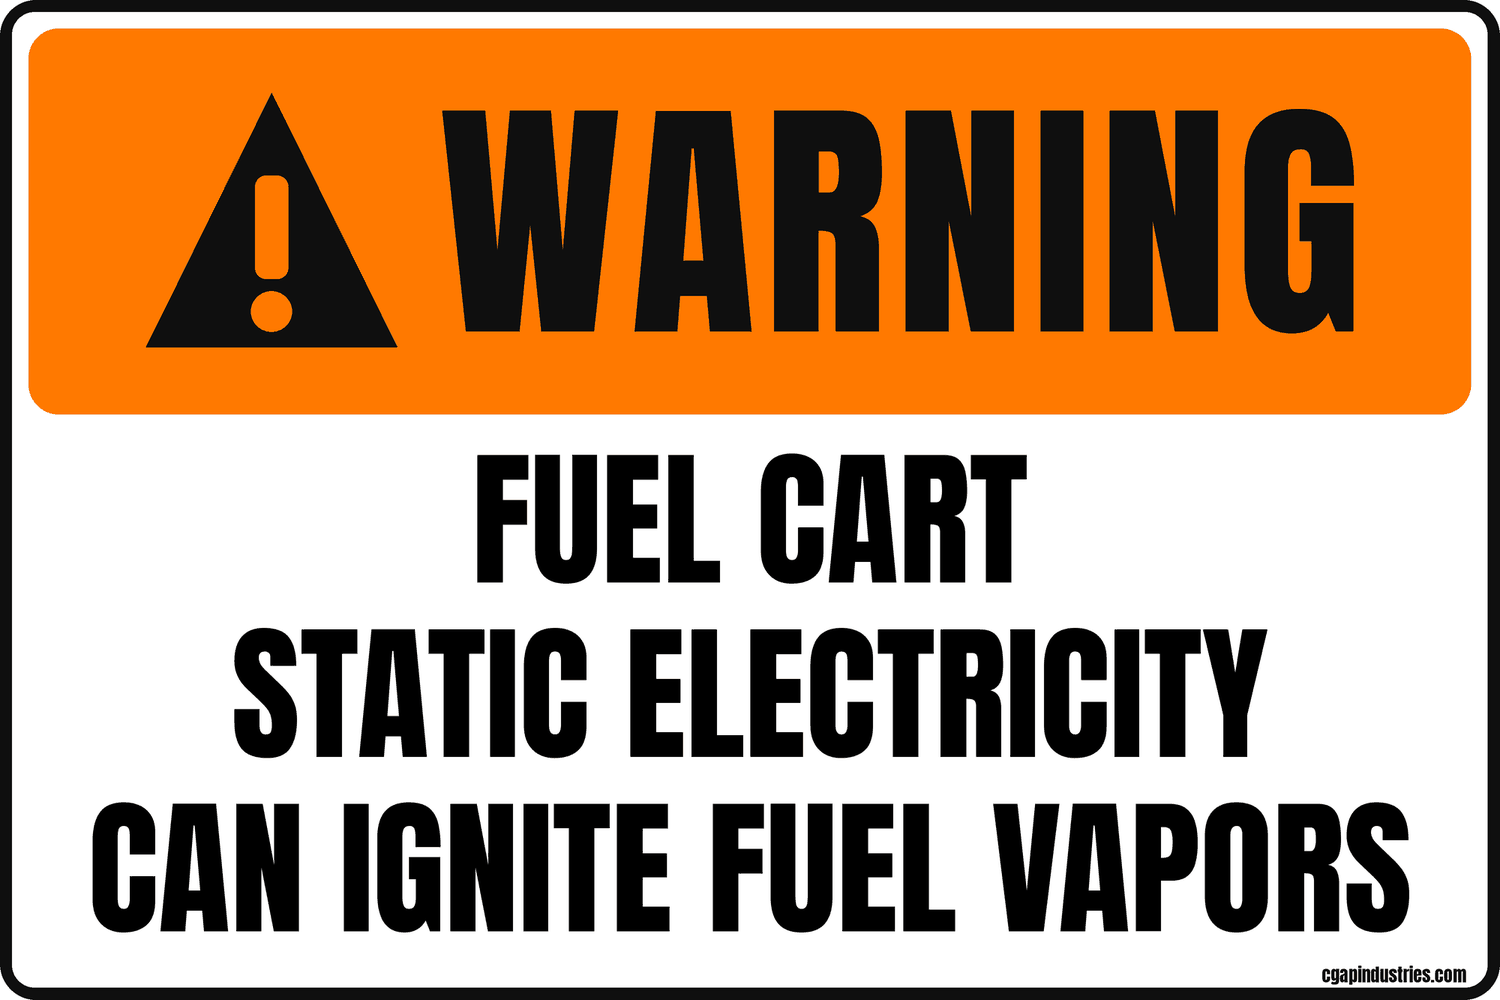 WARNING
FUEL CART
STATIC ELECTRICITY
CAN IGNITE FUEL VAPORS
cgapindustries.com